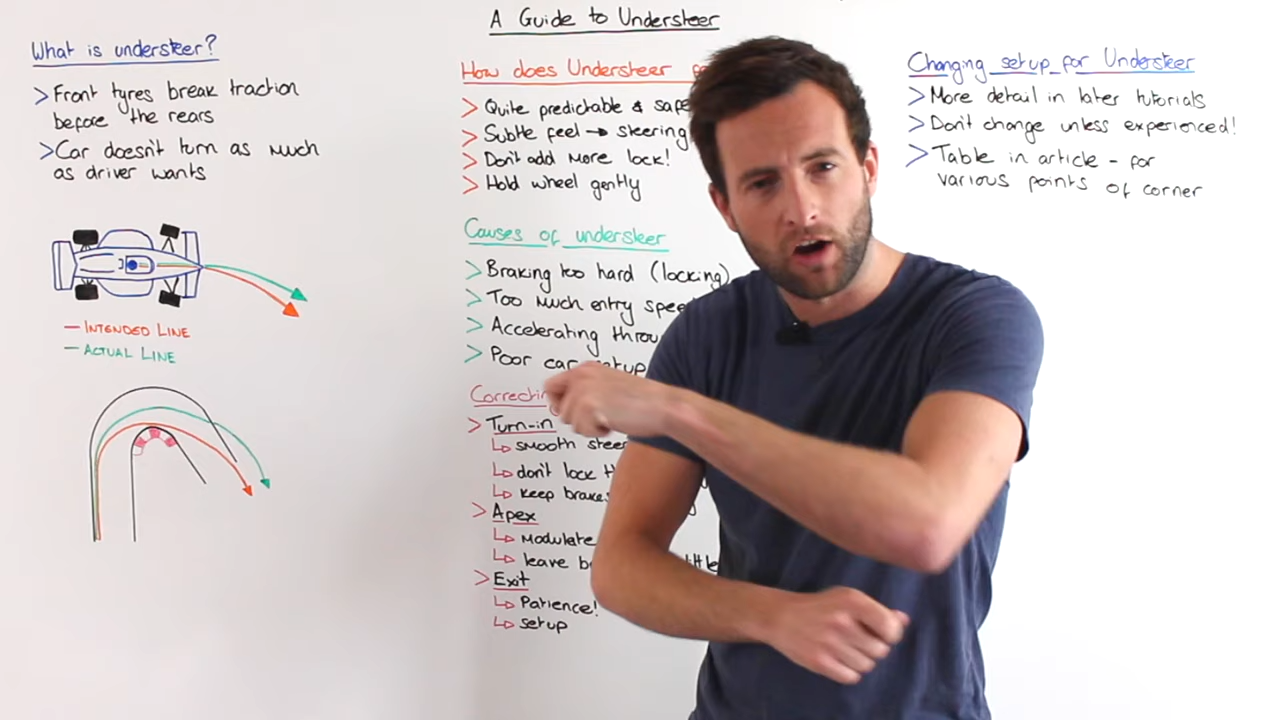 A Guide to Understeer
What is understeer?
> Front tyres break traction
before the rears
> Car doesn't turn as much
as driver wants
— INTENDED LINE
— ACTUAL LINE
How does Understeer
> Quite predictable & safe
> Subtle feel → steering
> Don't add more lock!
> Hold wheel gently
Causes of understeer
> Braking too hard (locking)
> Too much entry spee
> Accelerating throu
> Poor car setup
Correctin
> Turn-in
↳ smooth steer
↳ don't lock t
↳ keep brakes
> Apex
↳ Modulate
↳ leave b ittle
> Exit
↳ Patience!
↳ setup
Changing setup for Understeer
> More detail in later tutorials
> Don't change unless experienced!
> Table in article - for
various points of corner